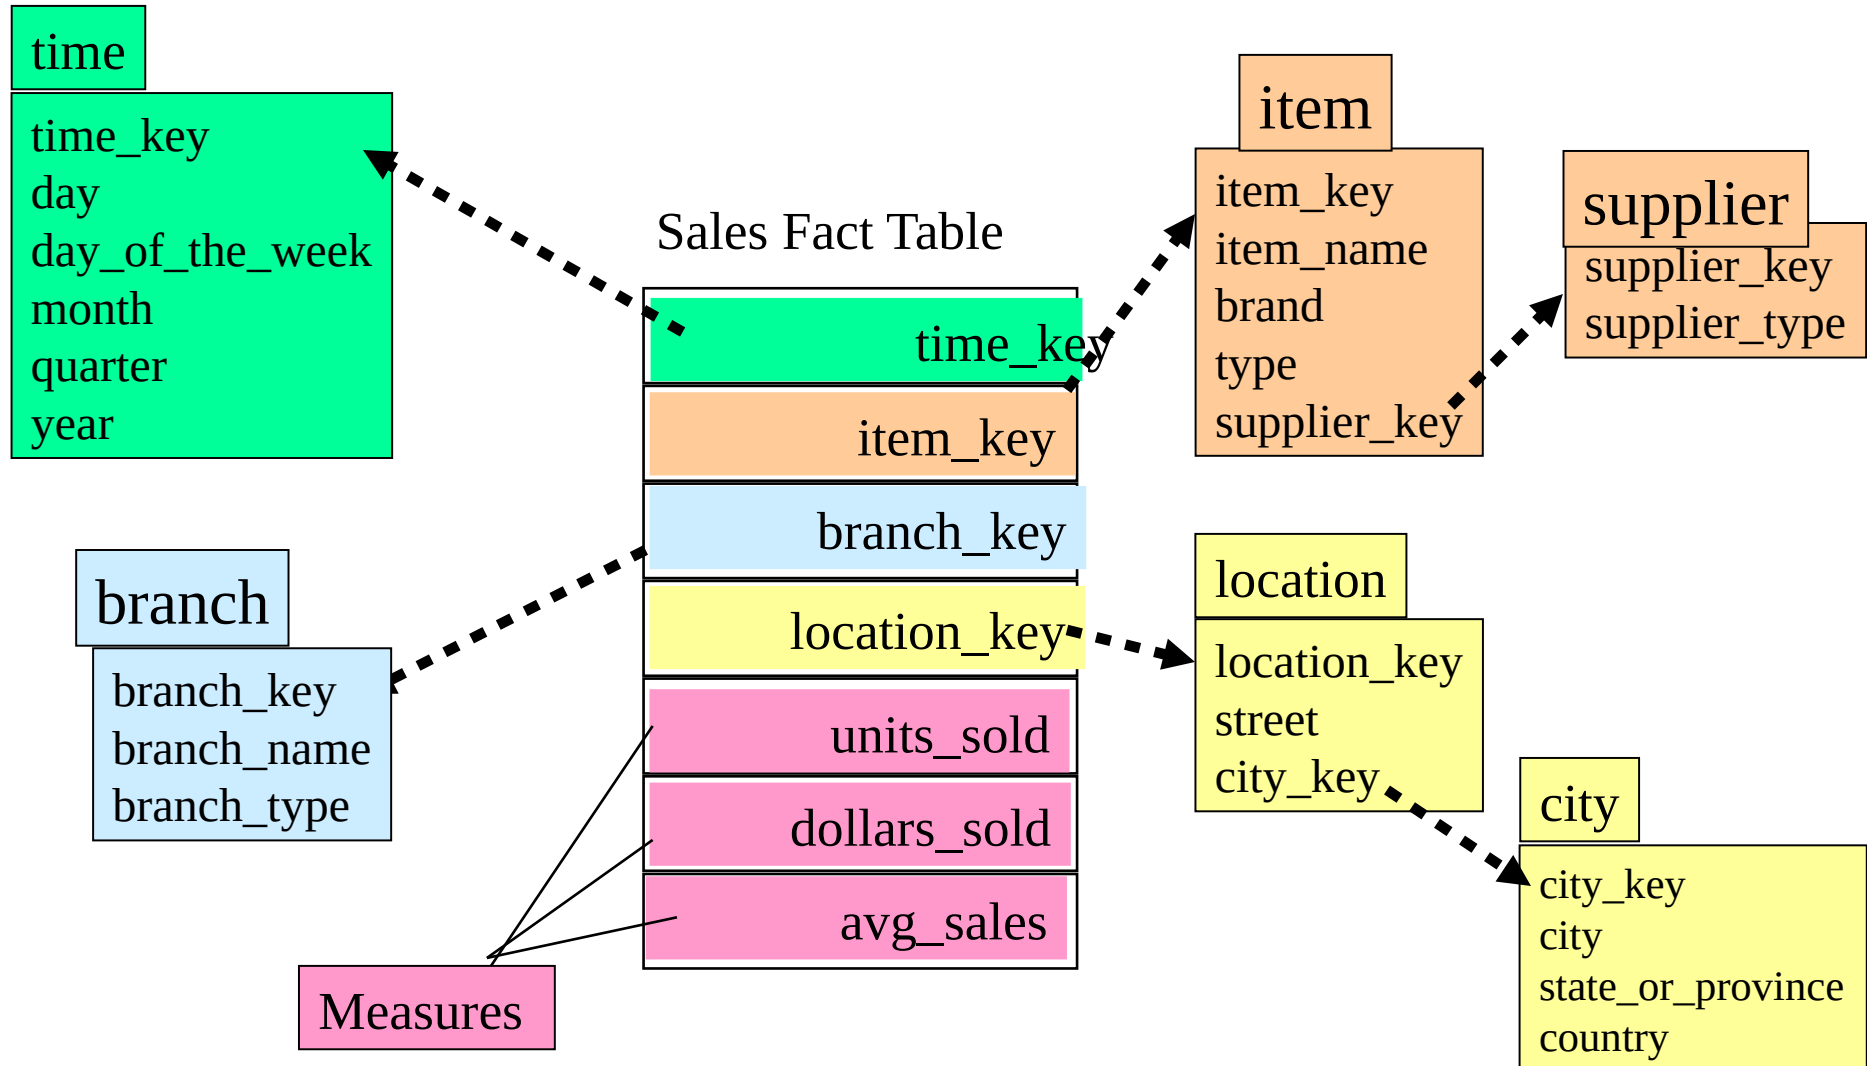 time
time_key
day
day_of_the_week
month
quarter
year
Sales Fact Table
time_key
item_key
branch_key
location_key
units_sold
dollars_sold
avg_sales
item
item_key
item_name
brand
type
supplier_key
supplier
supplier_key
supplier_type
branch
branch_key
branch_name
branch_type
location
location_key
street
city_key
city
city_key
city
state_or_province
country
Measures